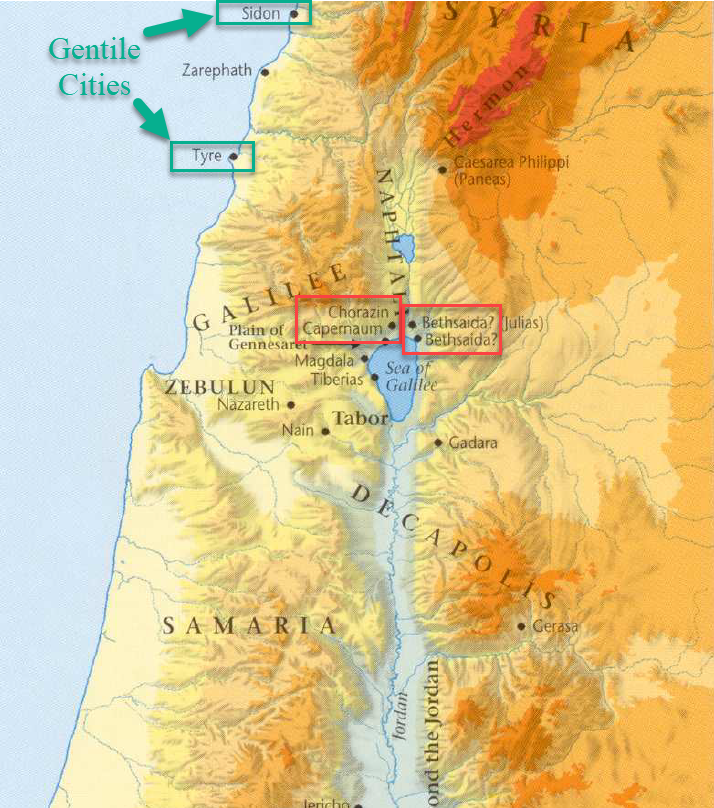 Sidon
SYRIA
Gentile
Cities
Zarephath
Hermon
Tyre
Caesarea Philippi
(Paneas)
NAPHTALI
GALILEE
Chorazin
Capernaum
Bethsaida? (Julias)
Bethsaida?
Plain of
Gennesaret
Magdala
Sea of
Galilee
Tiberias
ZEBULUN
Nazareth
Tabor
Nain
Gadara
DECAPOLIS
SAMARIA
Gerasa
Jordan
ond the Jordan
Jericho